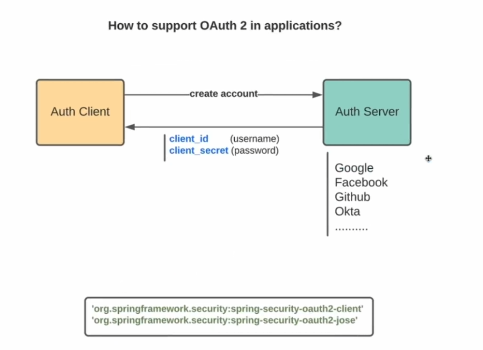 How to support OAuth 2 in applications?
Auth Client
create account
Auth Server
client_id (username)
client_secret (password)
Google
Facebook
Github
Okta
..........
'org.springframework.security:spring-security-oauth2-client'
'org.springframework.security:spring-security-oauth2-jose'